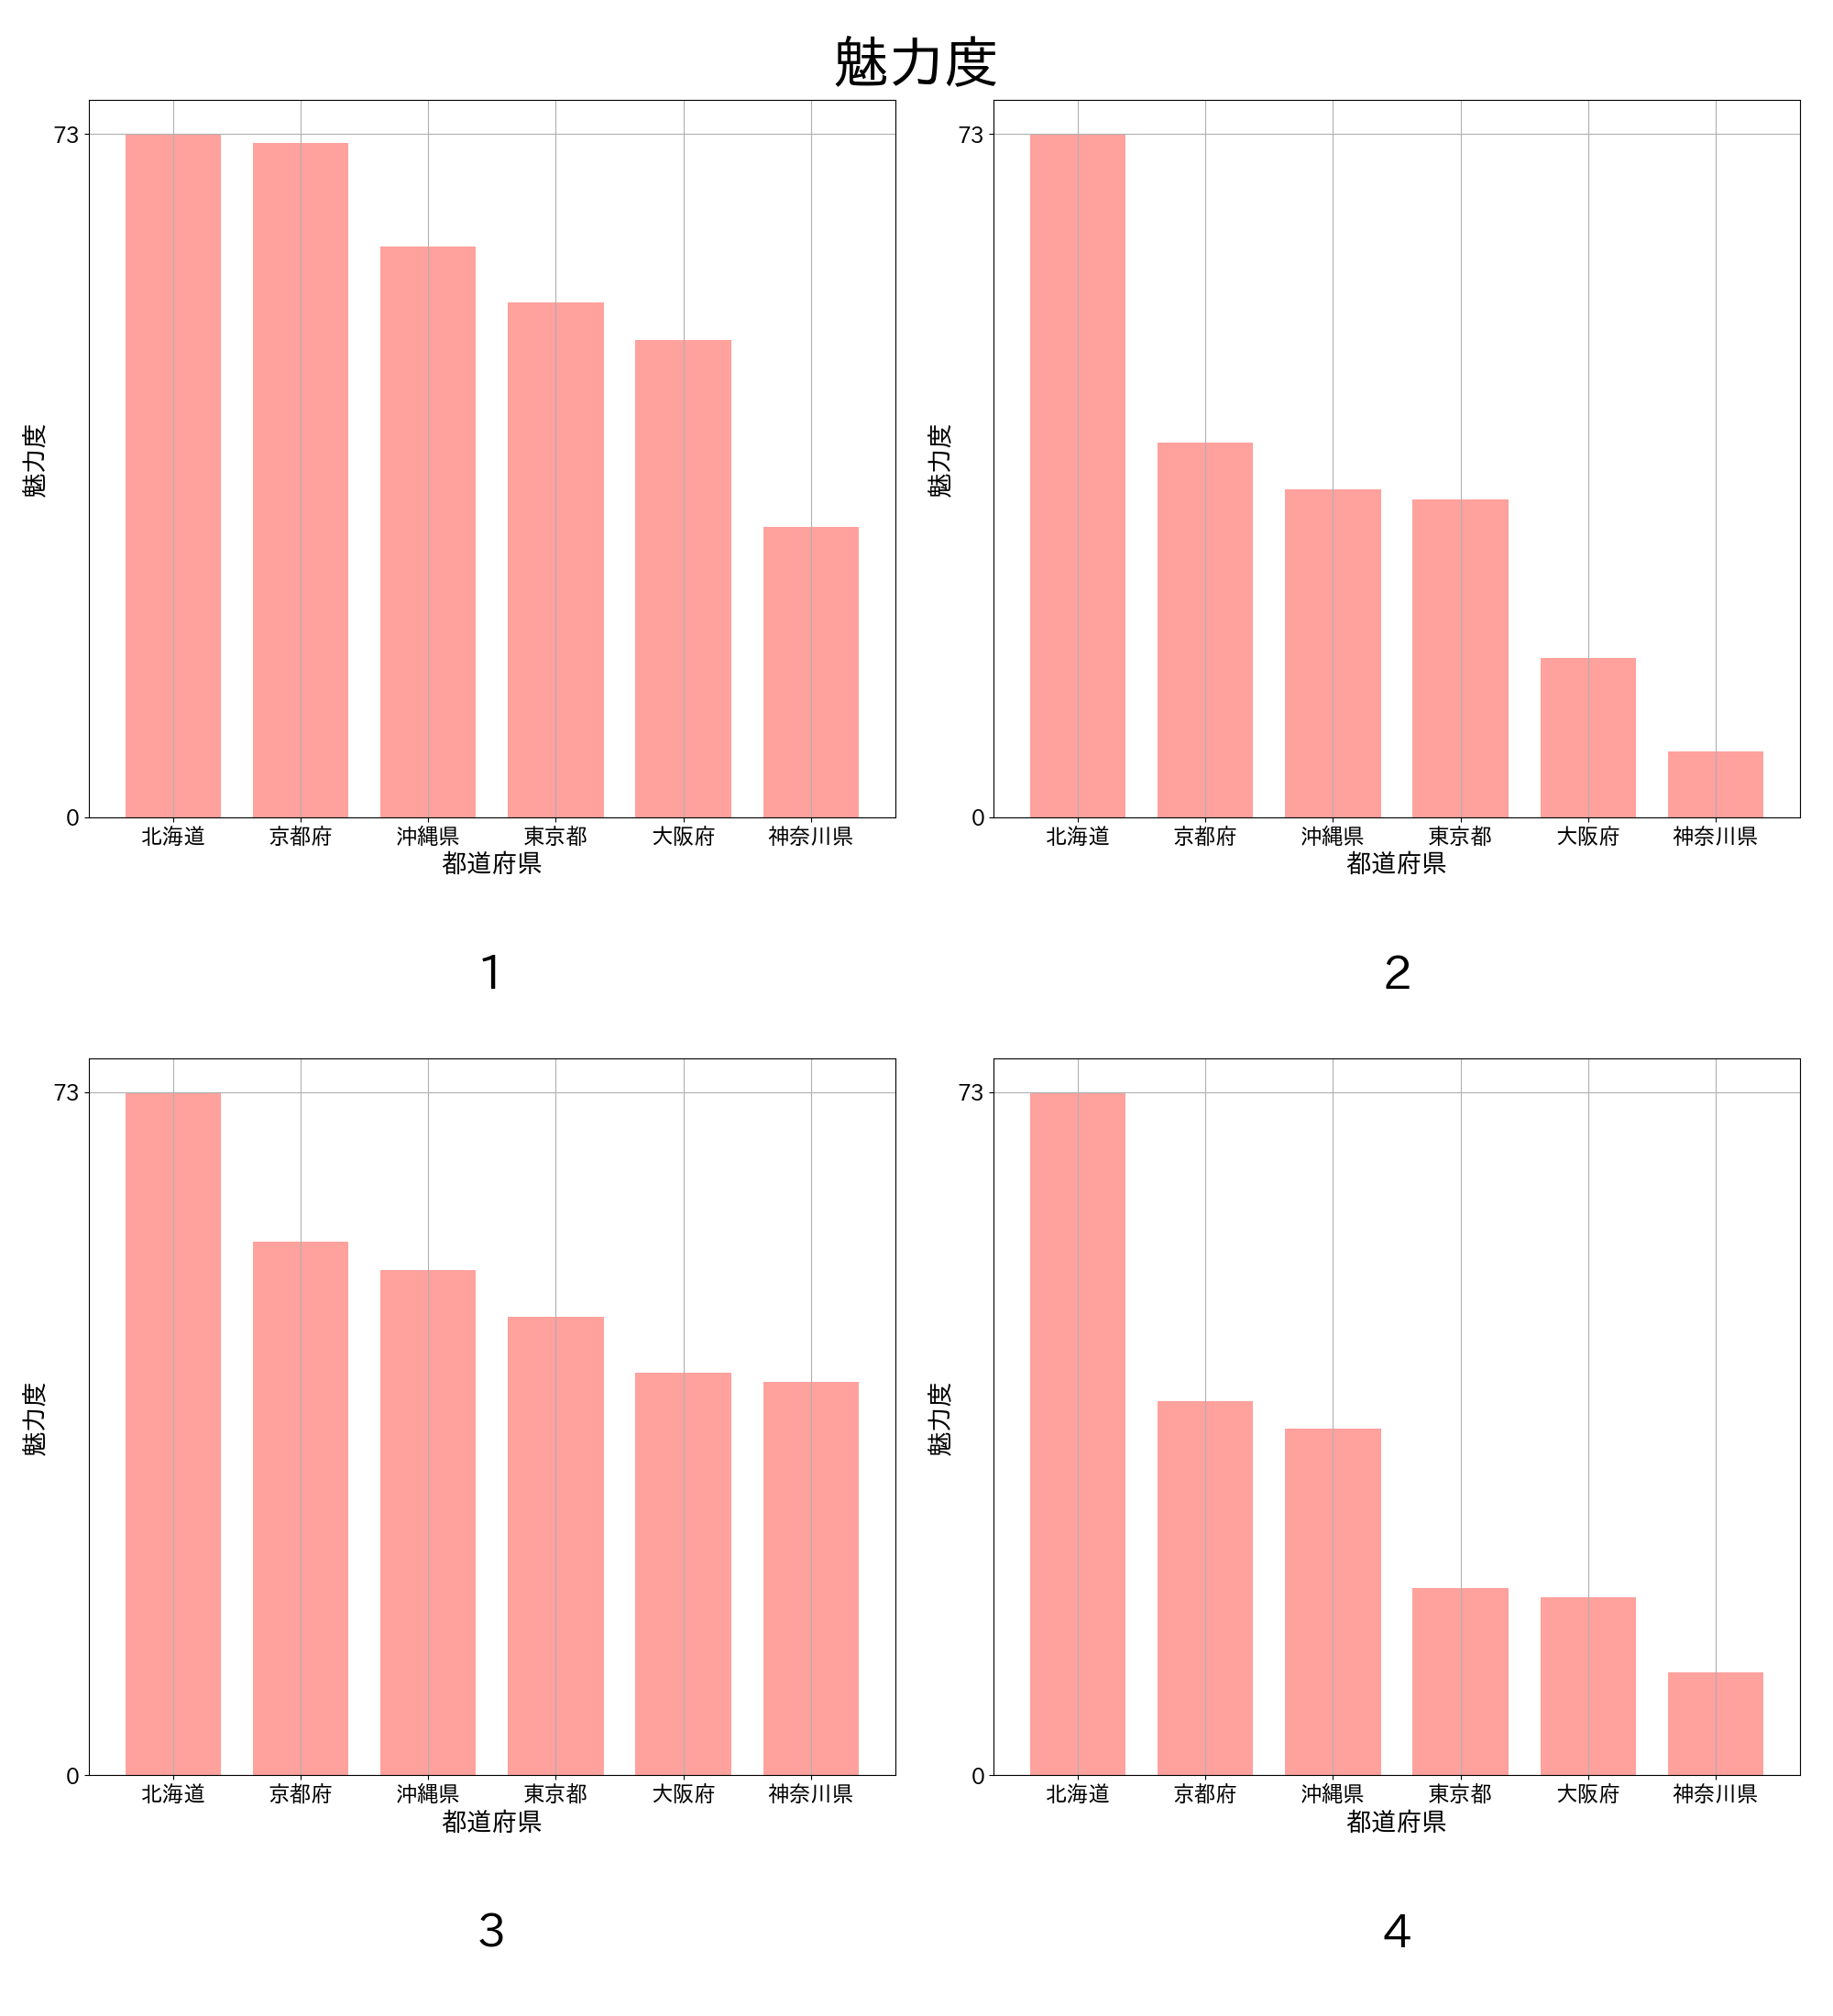 魅力度
73
0
魅力度
北海道 京都府 沖縄県 東京都 大阪府 神奈川県
都道府県
1
73
0
魅力度
北海道 京都府 沖縄県 東京都 大阪府 神奈川県
都道府県
2
73
0
魅力度
北海道 京都府 沖縄県 東京都 大阪府 神奈川県
都道府県
3
73
0
魅力度
北海道 京都府 沖縄県 東京都 大阪府 神奈川県
都道府県
4